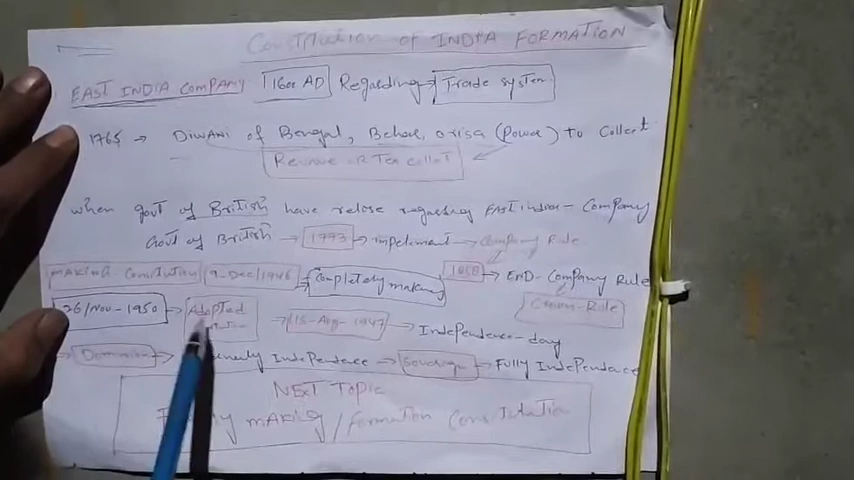 Constitution of INDIA FORMATION
EAST INDIA COMPANY 1600 AD Regarding → Trade system
1765 → DIWANI of Bengal, Behar, orisa (Power) to Collect
Revenue or Tax collect
when govt of British have relose regarding EAST India - Company
Govt of British → 1773 → impelement → Company Rule
making Constitution 9-Dec/1946 → Completely making 1858 → END-Company Rule
Crown-Rule
26/Nov-1950 → Adopted → 15-Aug-1947 → Independence-day
Dominion Independence → Sovereign → Fully Independence
NEXT TOPIC
making / Formation Constitution